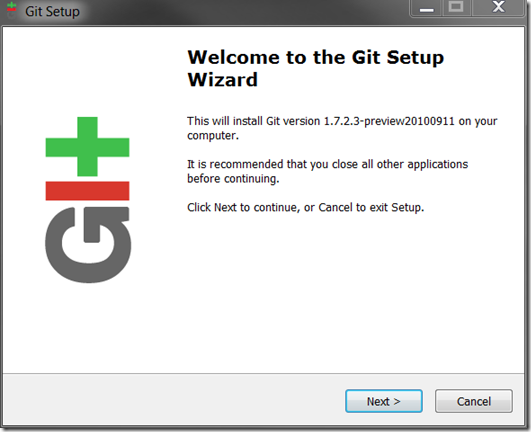 Git Setup
Welcome to the Git Setup
Wizard
This will install Git version 1.7.2.3-preview20100911 on your
computer.
It is recommended that you close all other applications
before continuing.
Click Next to continue, or Cancel to exit Setup.
GIt
Next >
Cancel